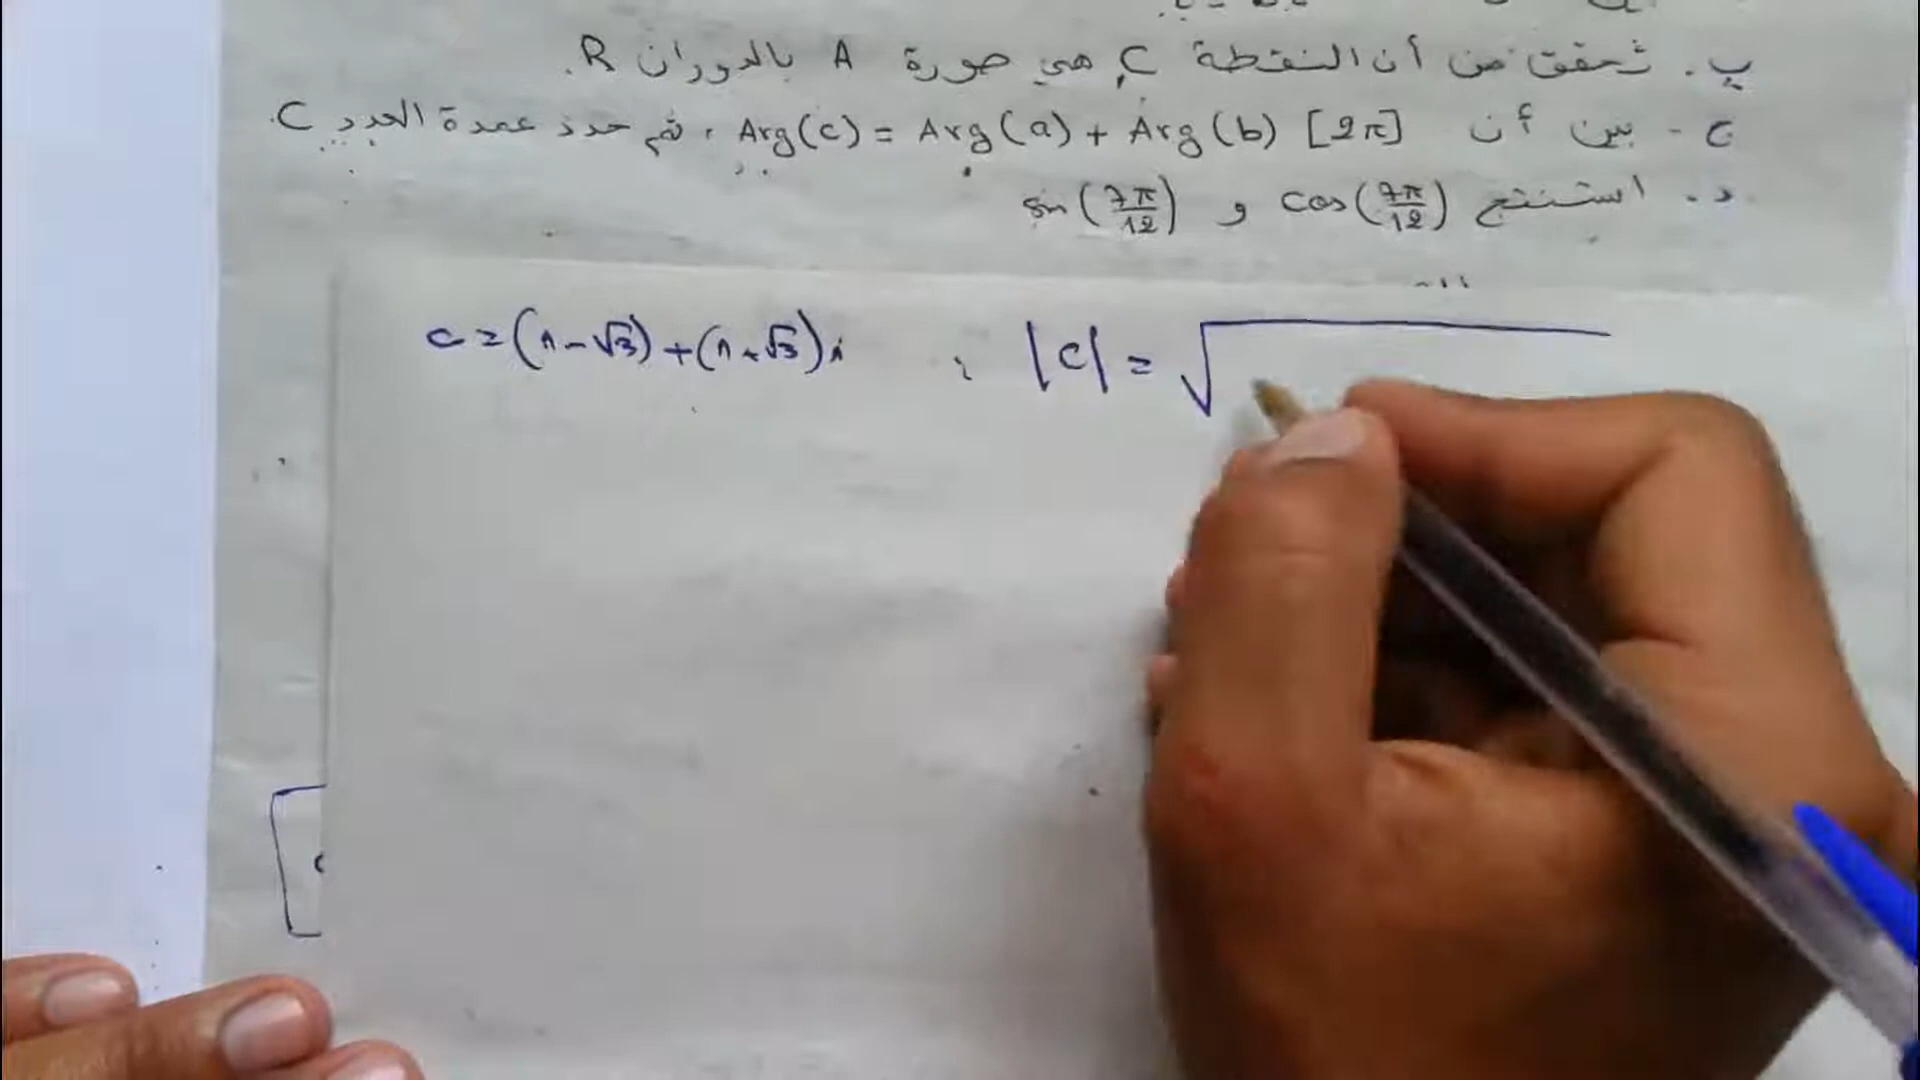 ب. تحقق من أن النقطة C هي صورة A بالدوران R.
ج - بين أن Arg(c) = Arg(a) + Arg(b) [2π] ، ثم حدد عمدة العدد C.
د. استنتج cos(7π/12) و sin(7π/12)
c = (1-√3) + (1+√3)i ; |c| = √